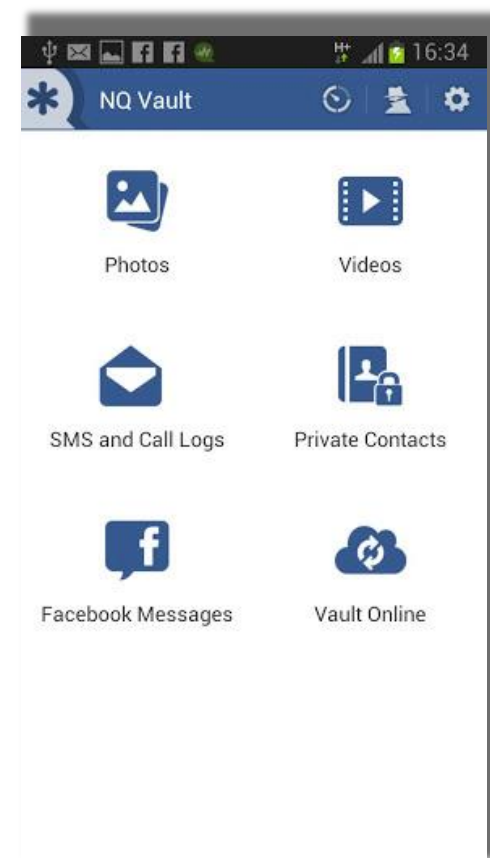 H+ 16:34
NQ Vault
Photos Videos
SMS and Call Logs Private Contacts
Facebook Messages Vault Online